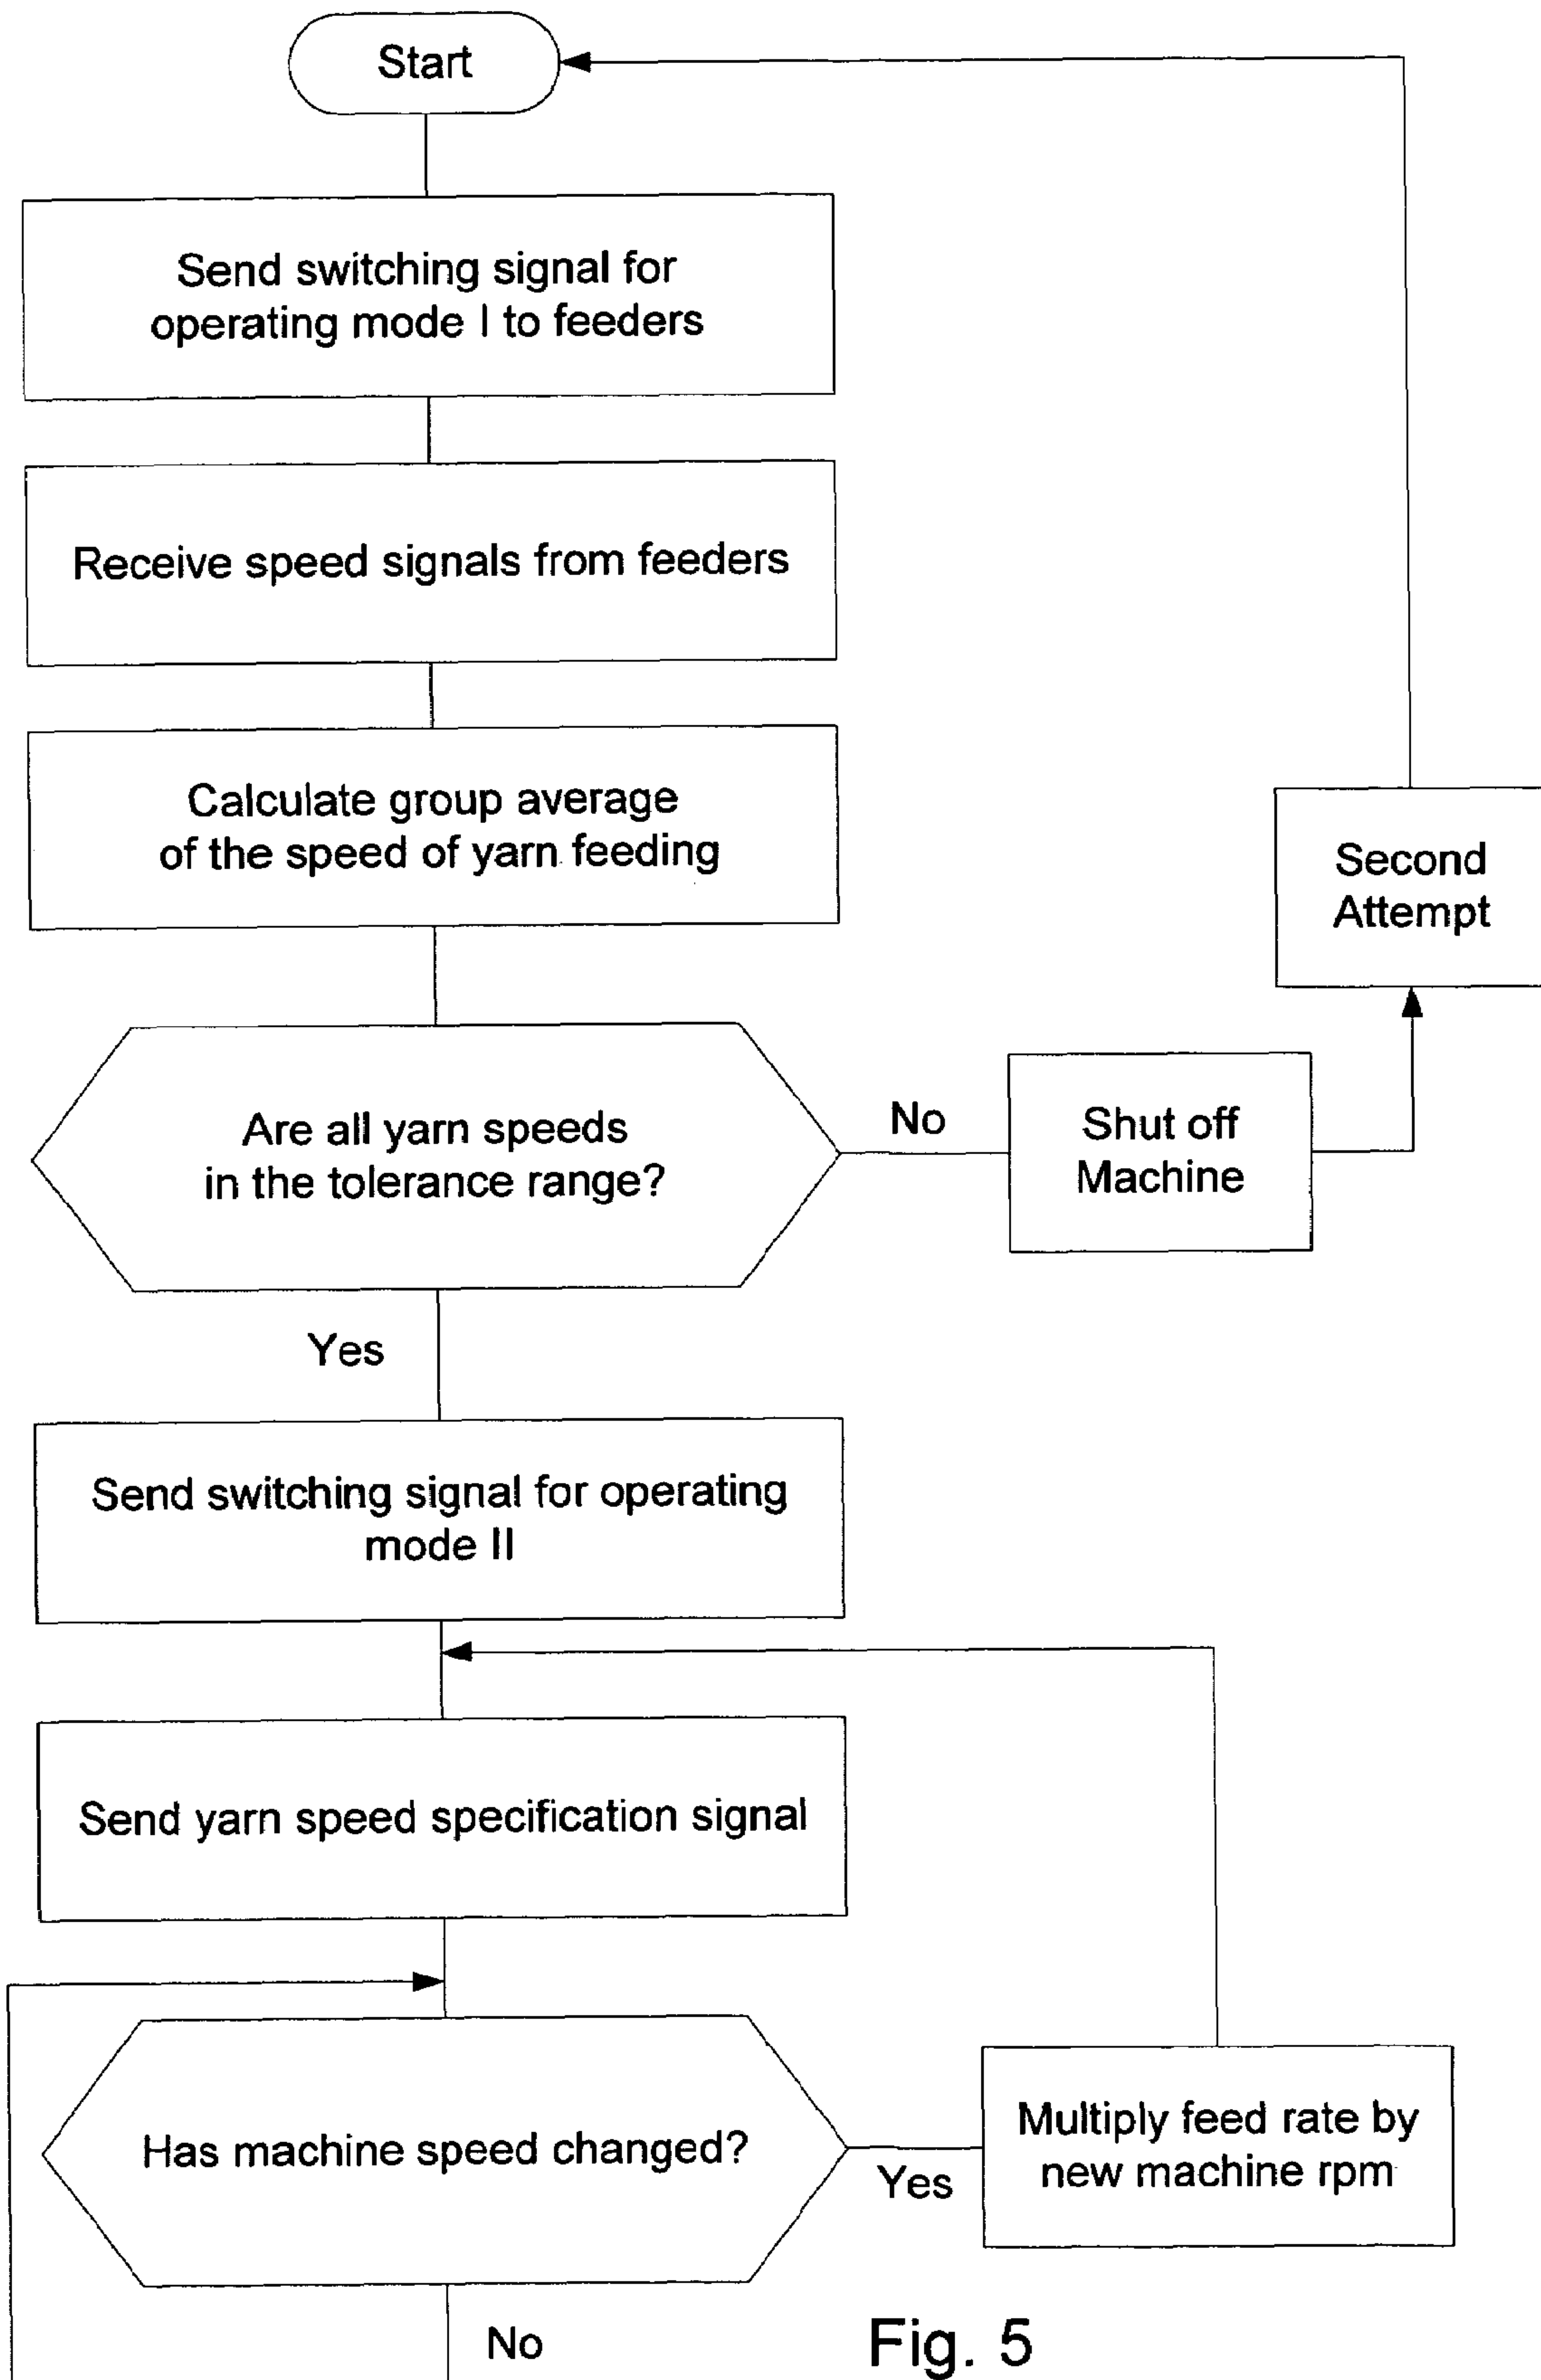 Start
Send switching signal for
operating mode I to feeders
Receive speed signals from feeders
Calculate group average
of the speed of yarn feeding
Second
Attempt
Are all yarn speeds
in the tolerance range?
No
Shut off
Machine
Yes
Send switching signal for operating
mode II
Send yarn speed specification signal
Has machine speed changed?
Yes
Multiply feed rate by
new machine rpm
No
Fig. 5